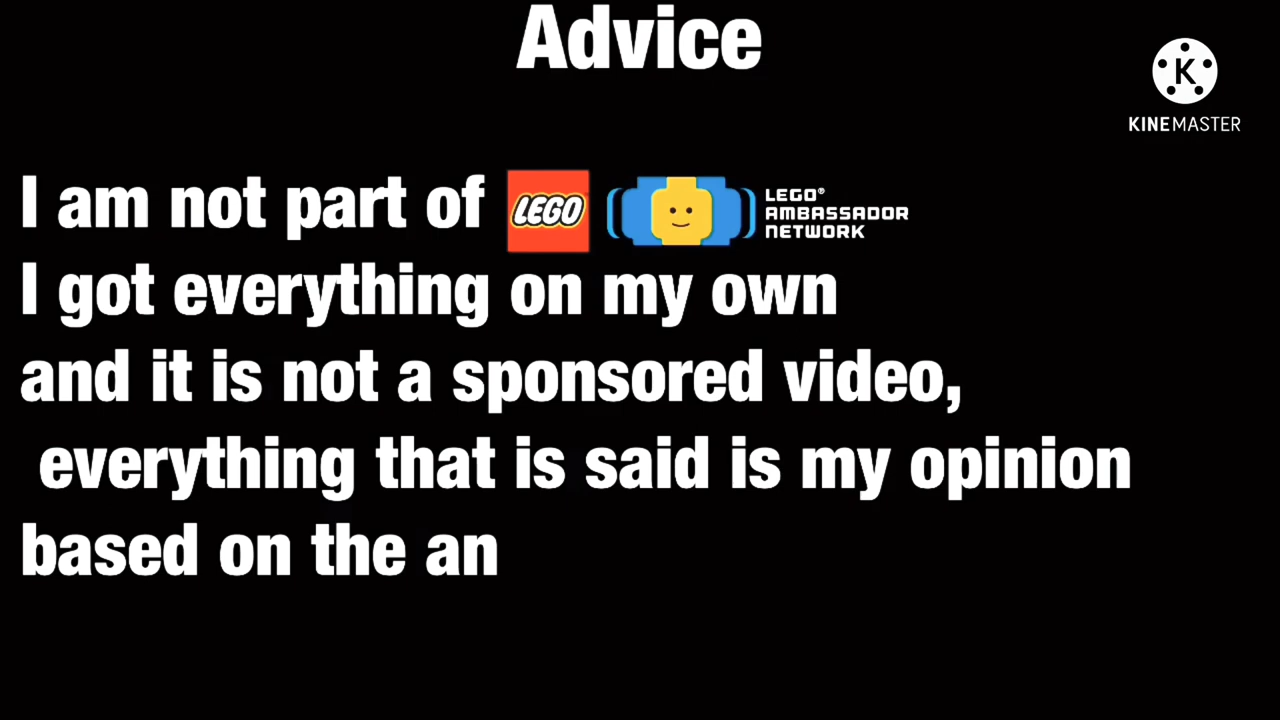 Advice
KINEMASTER
I am not part of LEGO LEGO® AMBASSADOR NETWORK
I got everything on my own
and it is not a sponsored video,
everything that is said is my opinion
based on the an